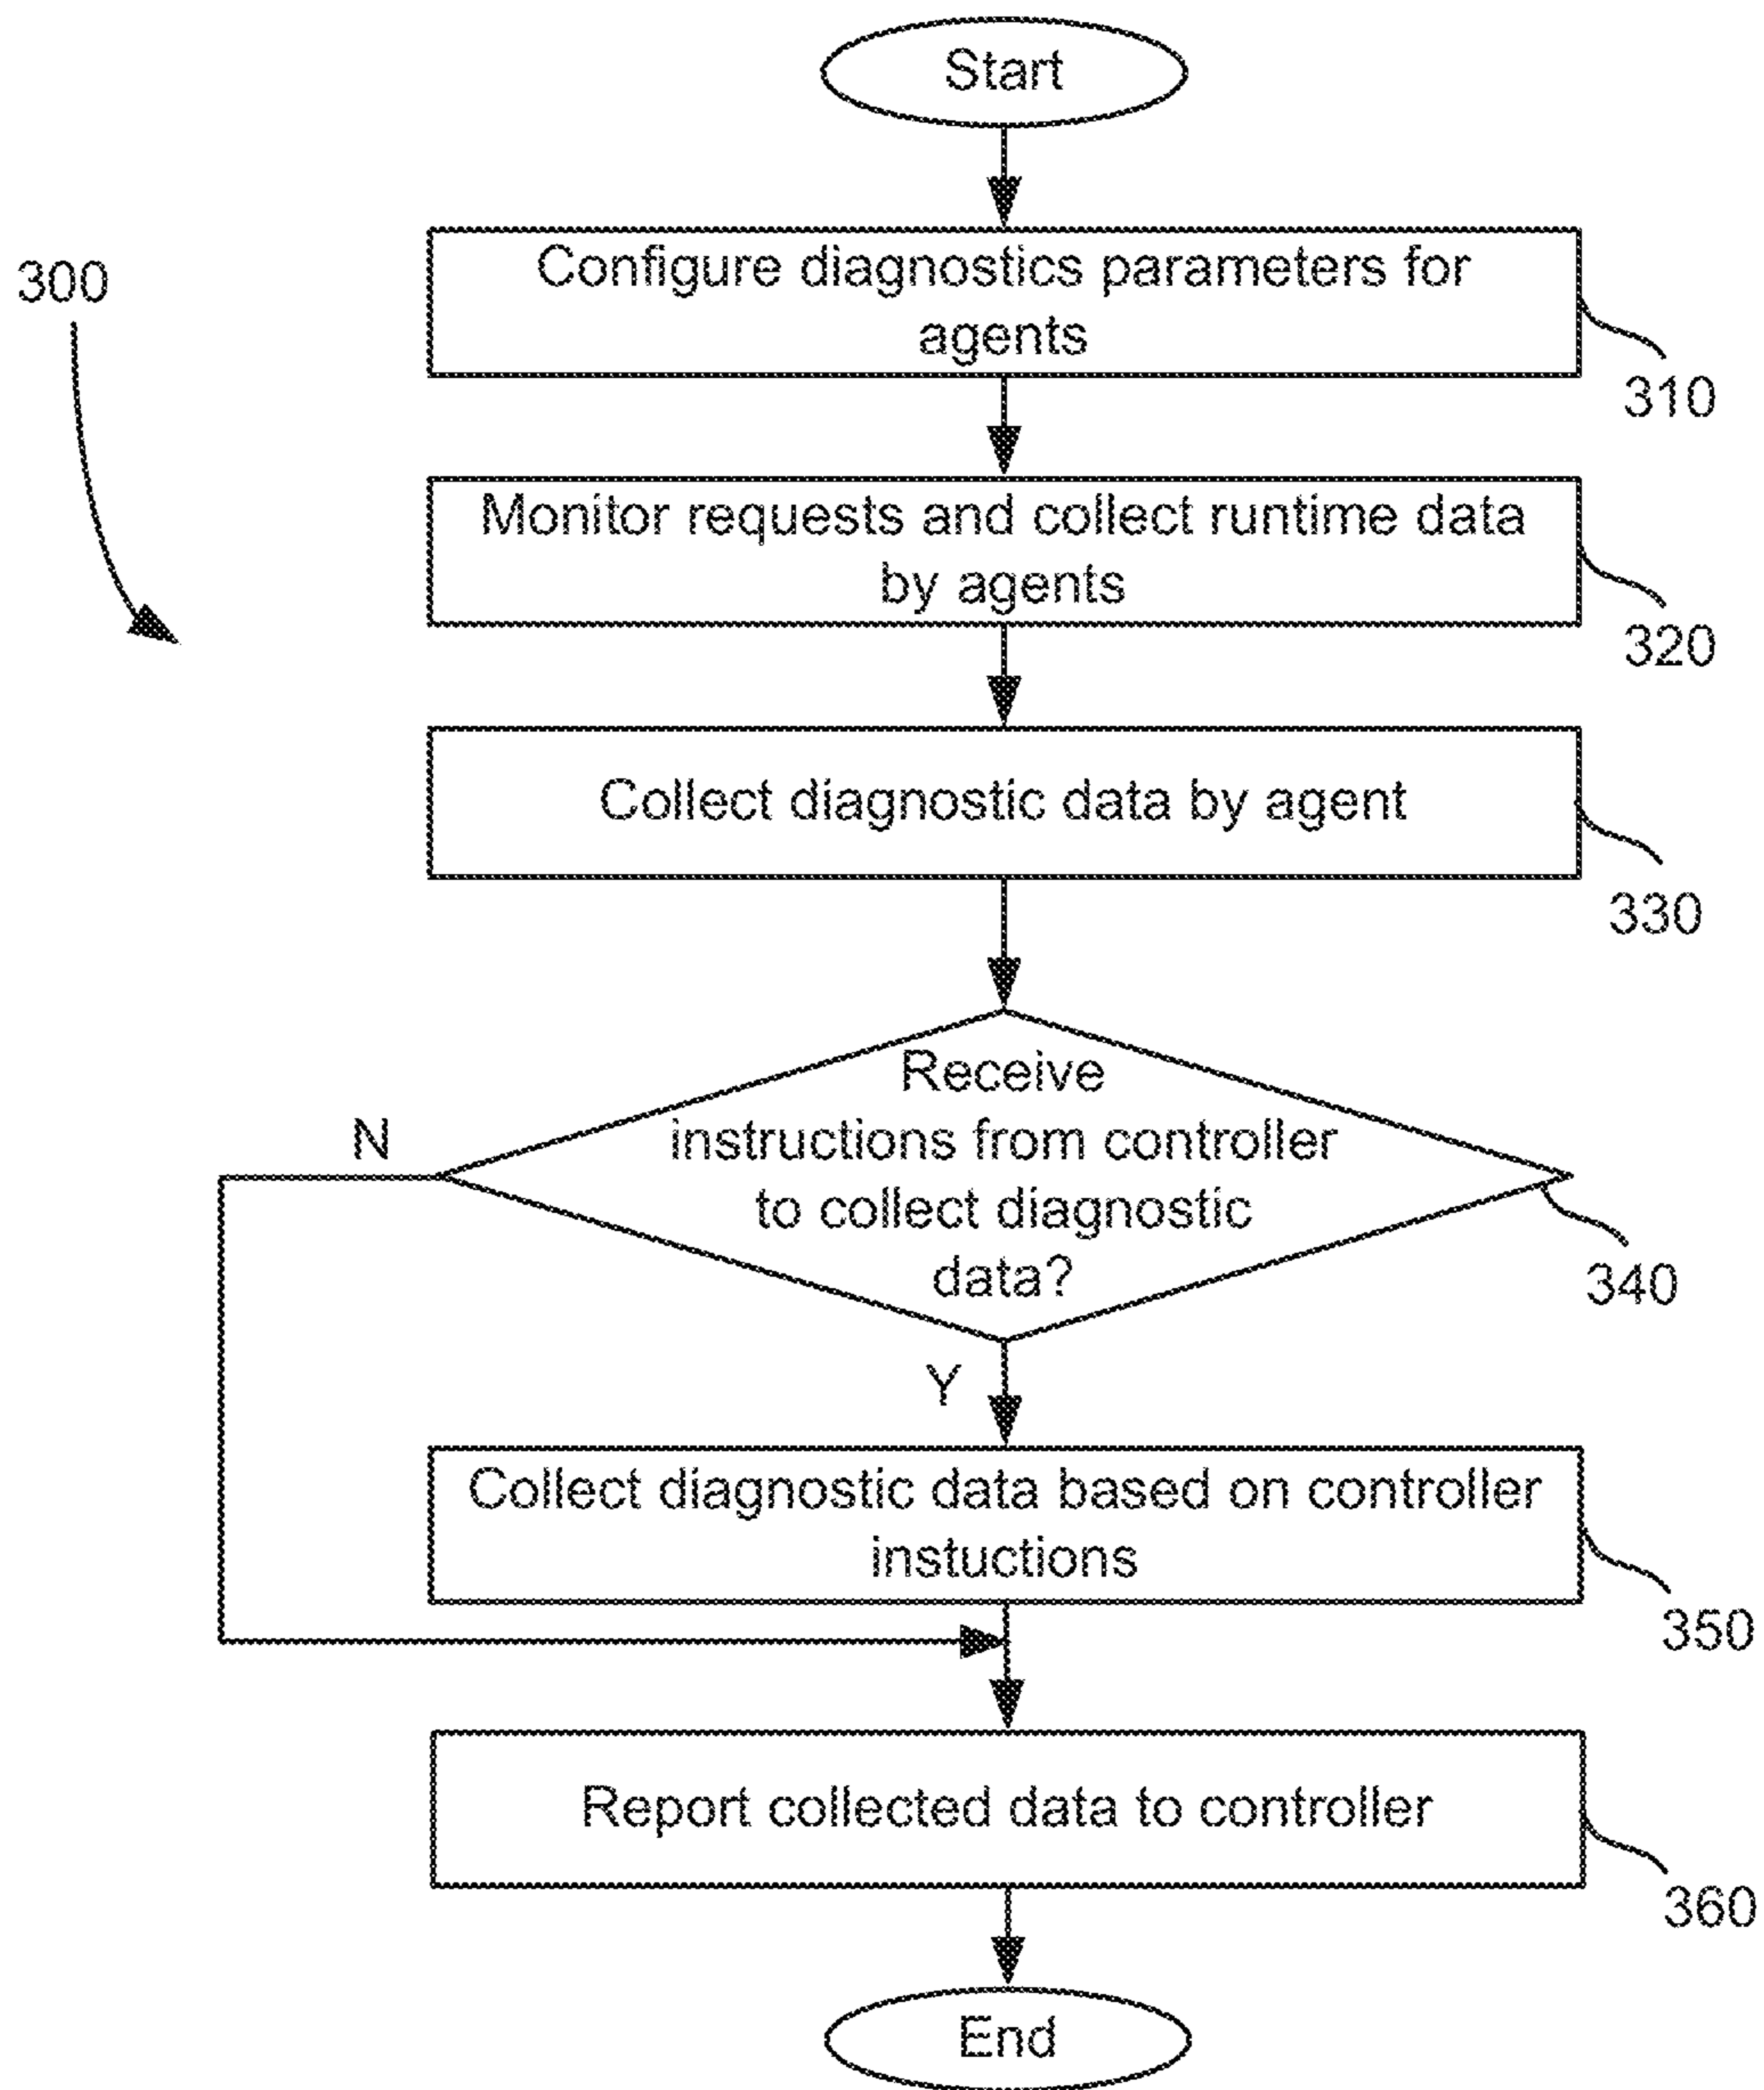 Start
300
Configure diagnostics parameters for
agents
310
Monitor requests and collect runtime data
by agents
320
Collect diagnostic data by agent
330
Receive
instructions from controller
to collect diagnostic
data?
N
340
Y
Collect diagnostic data based on controller
instuctions
350
Report collected data to controller
360
End